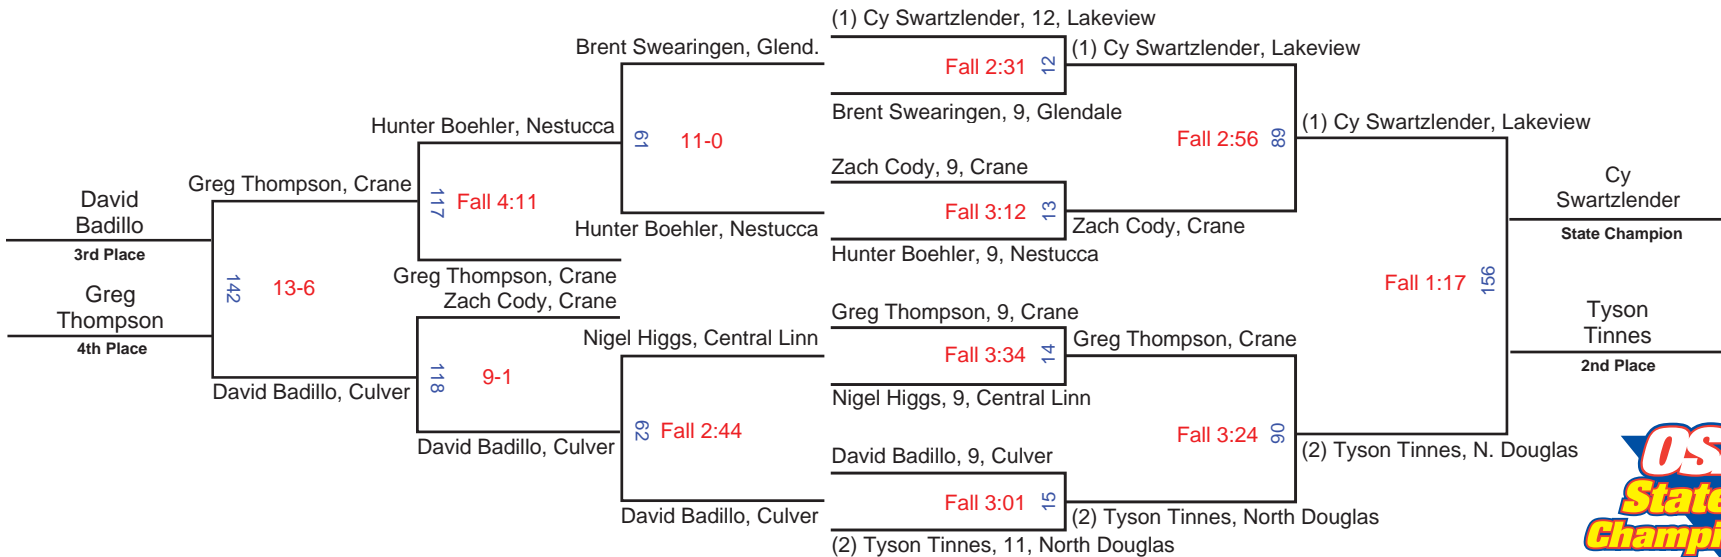 (1) Cy Swartzlender, 12, Lakeview
Brent Swearingen, Glend.
(1) Cy Swartzlender, Lakeview
Fall 2:31
12
Brent Swearingen, 9, Glendale
Hunter Boehler, Nestucca
61
11-0
(1) Cy Swartzlender, Lakeview
Fall 2:56
89
Zach Cody, 9, Crane
Greg Thompson, Crane
117
Fall 4:11
Fall 3:12
13
Zach Cody, Crane
Hunter Boehler, Nestucca
Hunter Boehler, 9, Nestucca
David
Badillo
3rd Place
Cy
Swartzlender
State Champion
Greg Thompson, Crane
Zach Cody, Crane
142
13-6
Fall 1:17
156
Greg
Thompson
4th Place
Greg Thompson, 9, Crane
Nigel Higgs, Central Linn
Fall 3:34
14
Greg Thompson, Crane
Tyson
Tinnes
2nd Place
118
9-1
David Badillo, Culver
Nigel Higgs, 9, Central Linn
David Badillo, Culver
62
Fall 2:44
Fall 3:24
90
(2) Tyson Tinnes, N. Douglas
David Badillo, 9, Culver
Fall 3:01
15
David Badillo, Culver
(2) Tyson Tinnes, North Douglas
(2) Tyson Tinnes, 11, North Douglas
State